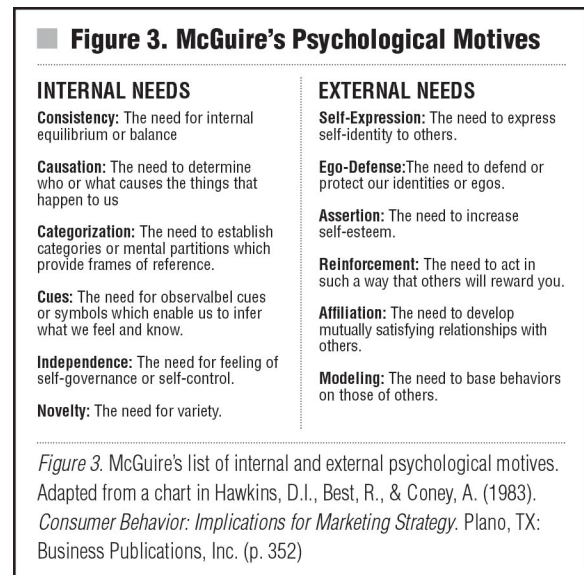 Figure 3. McGuire's Psychological Motives
INTERNAL NEEDS
Consistency: The need for internal
equilibrium or balance
Causation: The need to determine
who or what causes the things that
happen to us
Categorization: The need to establish
categories or mental partitions which
provide frames of reference.
Cues: The need for observalbel cues
or symbols which enable us to infer
what we feel and know.
Independence: The need for feeling of
self-governance or self-control.
Novelty: The need for variety.
EXTERNAL NEEDS
Self-Expression: The need to express
self-identity to others.
Ego-Defense:The need to defend or
protect our identities or egos.
Assertion: The need to increase
self-esteem.
Reinforcement: The need to act in
such a way that others will reward you.
Affiliation: The need to develop
mutually satisfying relationships with
others.
Modeling: The need to base behaviors
on those of others.
Figure 3. McGuire's list of internal and external psychological motives.
Adapted from a chart in Hawkins, D.I., Best, R., & Coney, A. (1983).
Consumer Behavior: Implications for Marketing Strategy. Plano, TX:
Business Publications, Inc. (p. 352)